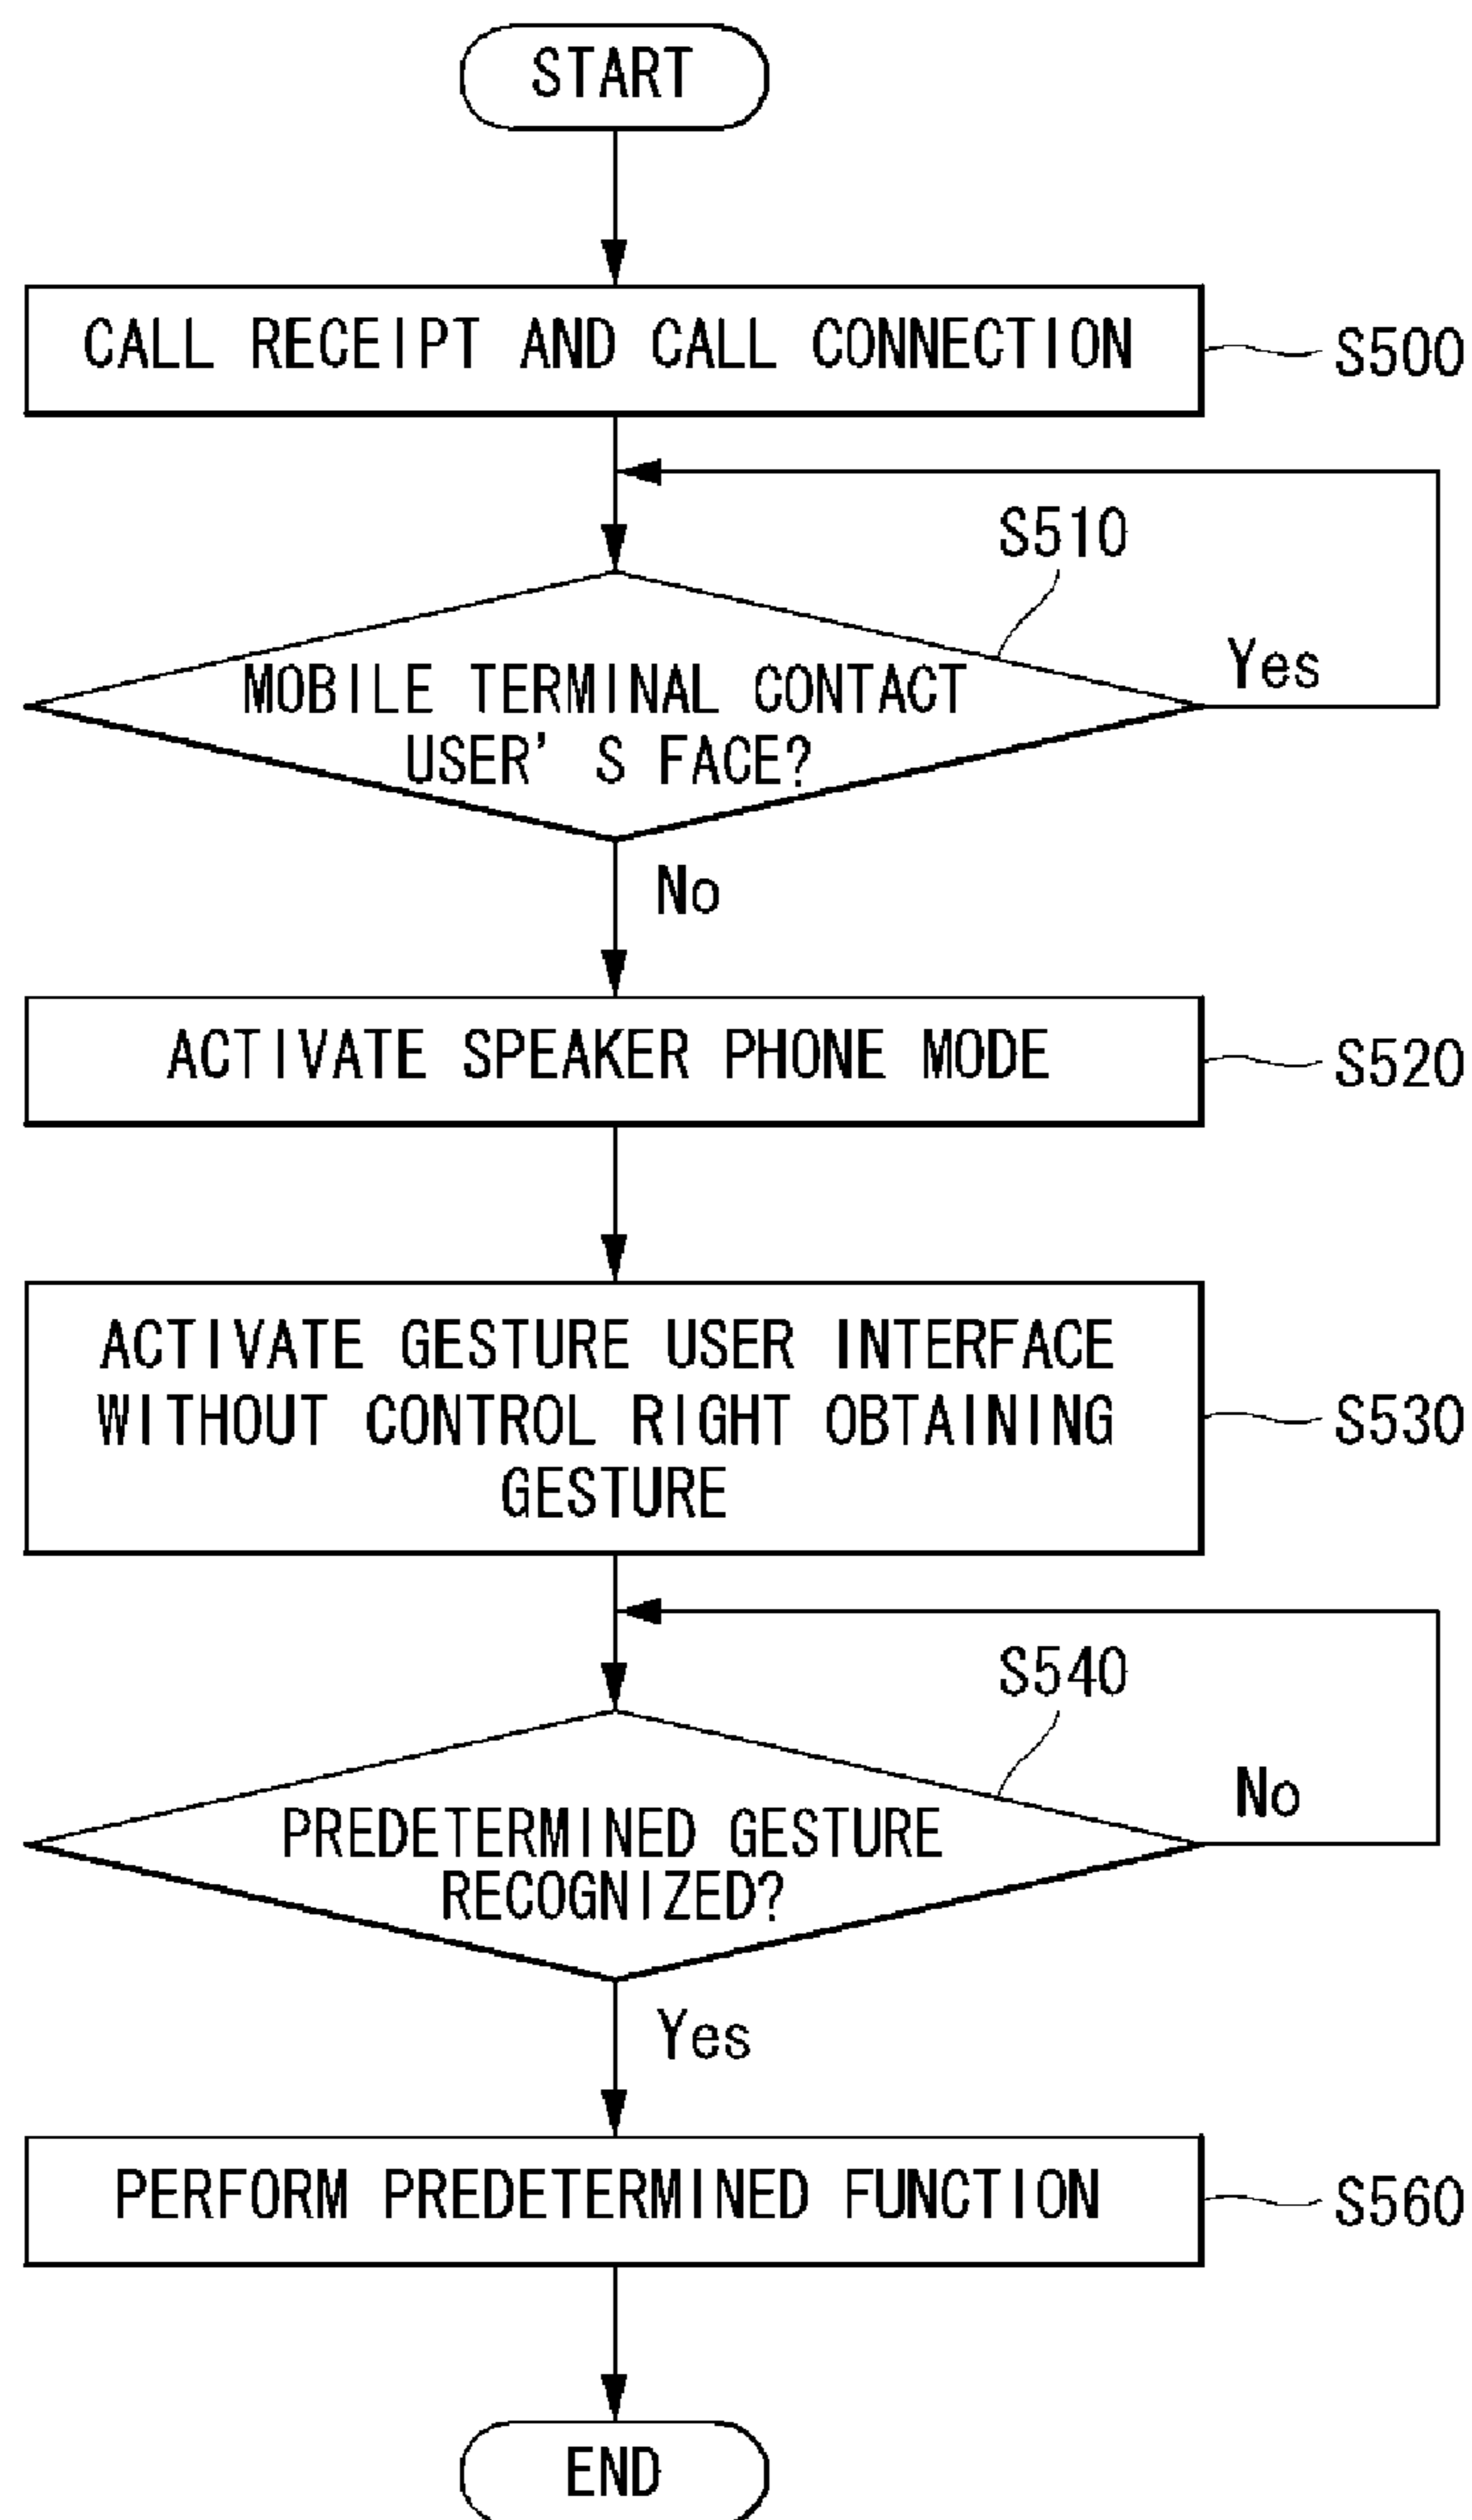 START
CALL RECEIPT AND CALL CONNECTION
S500
S510
MOBILE TERMINAL CONTACT
USER' S FACE?
Yes
No
ACTIVATE SPEAKER PHONE MODE
S520
ACTIVATE GESTURE USER INTERFACE
WITHOUT CONTROL RIGHT OBTAINING
GESTURE
S530
S540
PREDETERMINED GESTURE
RECOGNIZED?
No
Yes
PERFORM PREDETERMINED FUNCTION
S560
END